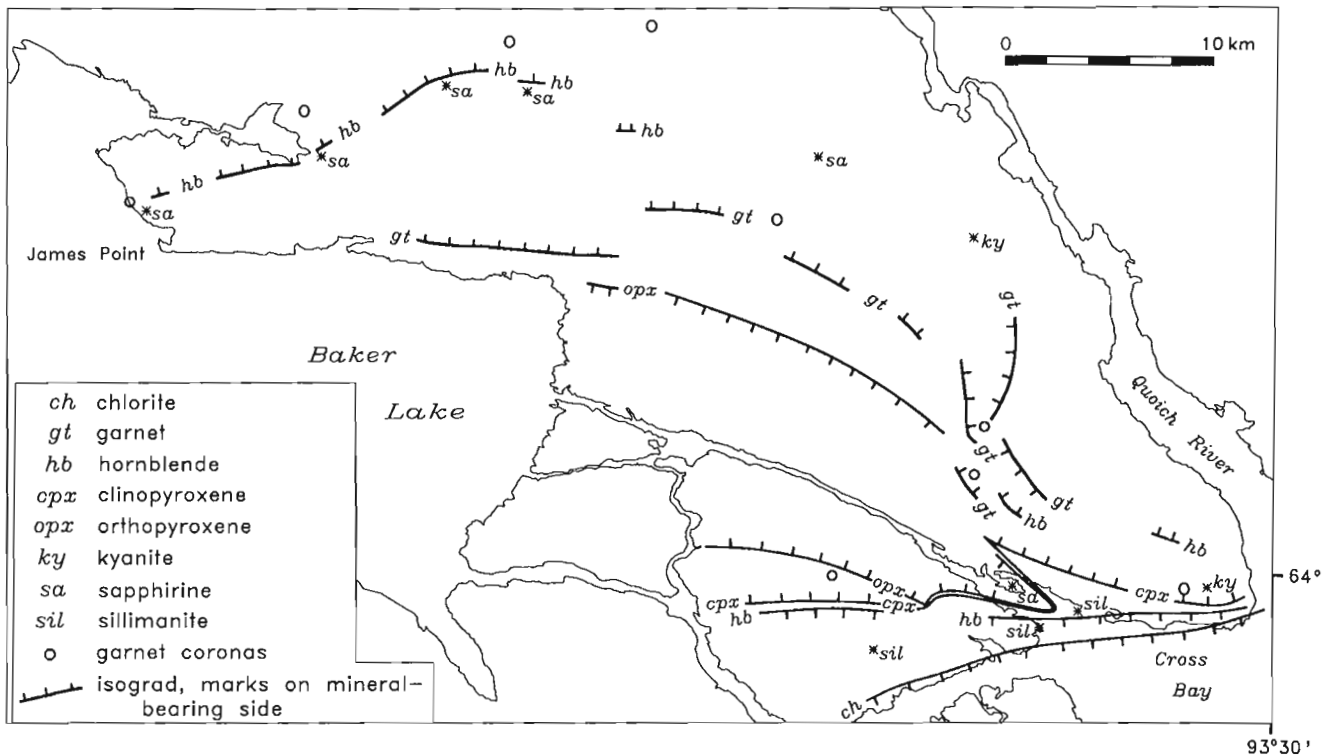 0 10 km
hb
sa
hb
sa
hb
hb
sa
sa
hb
sa
gt
gt
ky
James Point
opx
gt
gt
Baker
Lake
Quoich River
gt
gt
gt
hb
hb
opx
sa
cpx
ky
64°
cpx
cpx
sil
hb
hb
sil
sil
Cross
Bay
ch
93°30'
ch chlorite
gt garnet
hb hornblende
cpx clinopyroxene
opx orthopyroxene
ky kyanite
sa sapphirine
sil sillimanite
garnet coronas
isograd, marks on mineral-
bearing side